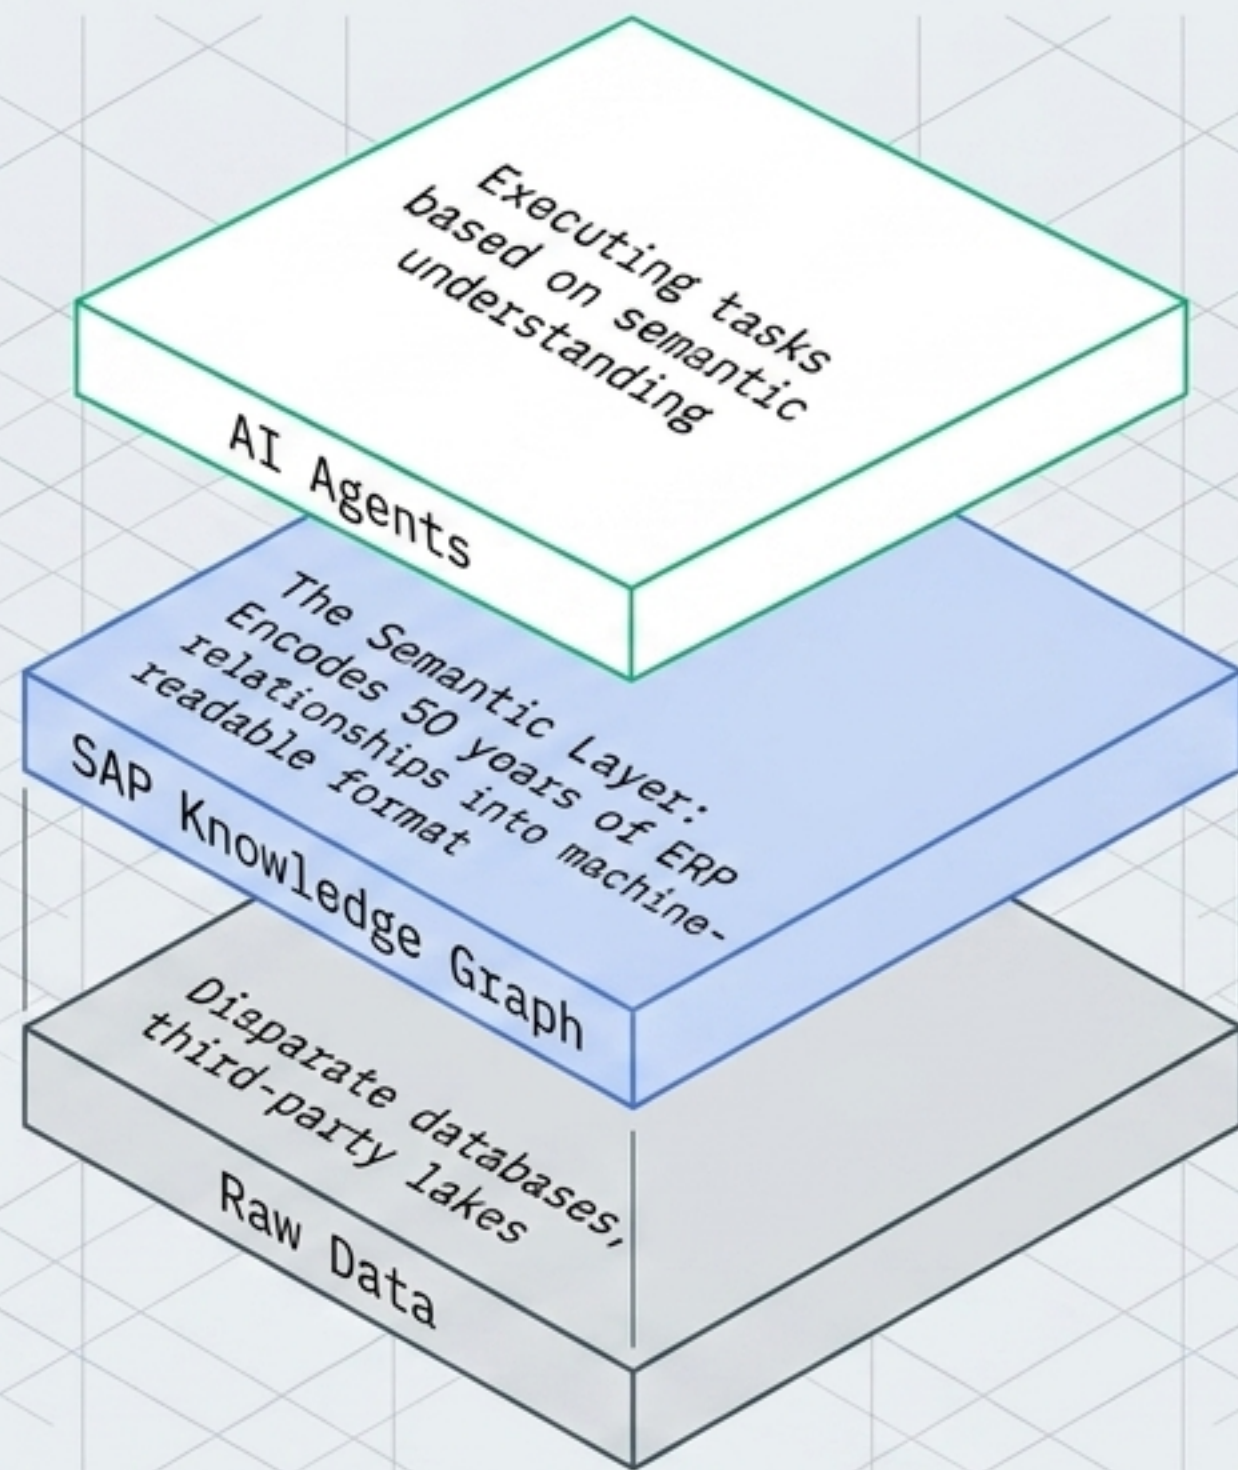 Executing tasks
based on semantic
understanding
AI Agents
The Semantic Layer:
Encodes 50 years of ERP
relationships into machine-
readable format
SAP Knowledge Graph
Disparate databases,
third-party lakes
Raw Data